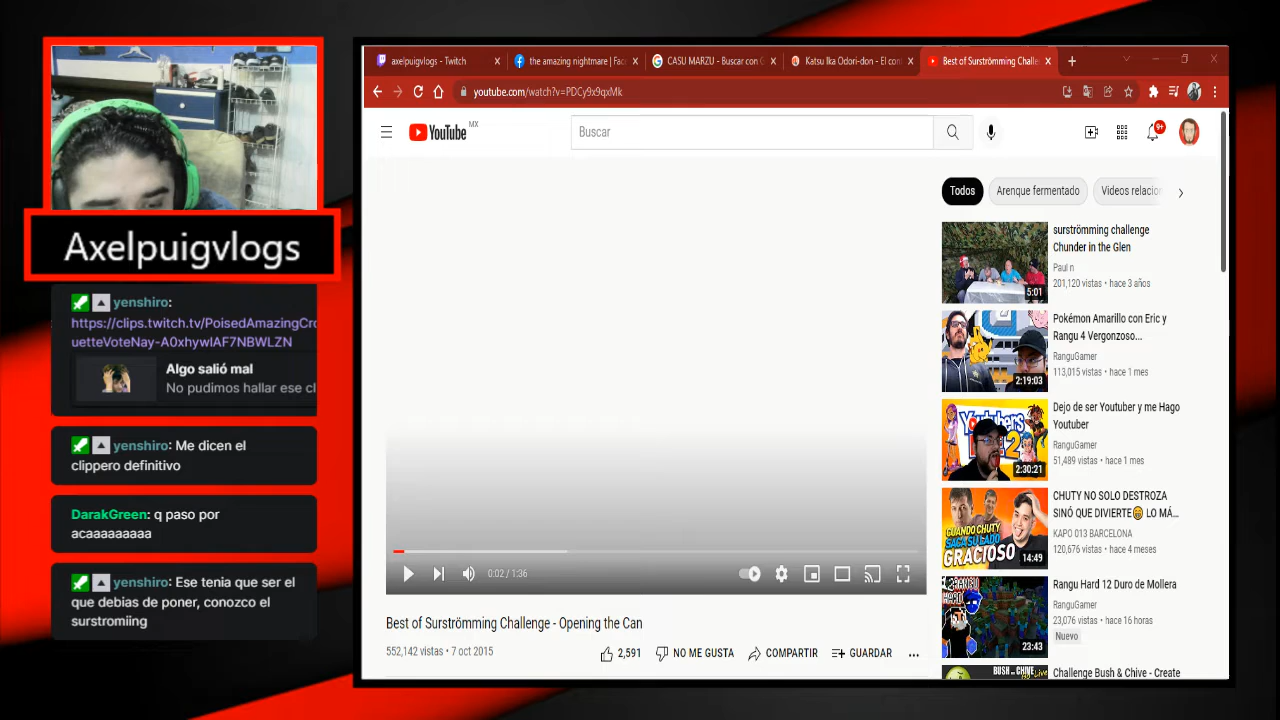 axelpuigvlogs - Twitch
the amazing nightmare | Fac
CASU MARZU - Buscar con G
Katsu Ika Odori-don - El cont
Best of Surströmming Challe
youtube.com/watch?v=PDCy9x9qxMk
YouTube MX
Buscar
9+
Axelpuigvlogs
yenshiro:
https://clips.twitch.tv/PoisedAmazingCro
uetteVoteNay-A0xhywIAF7NBWLZN
Algo salió mal
No pudimos hallar ese cl
yenshiro: Me dicen el
clippero definitivo
DarakGreen: q paso por
acaaaaaaaa
yenshiro: Ese tenia que ser el
que debias de poner, conozco el
surstromiing
0:02 / 1:36
Best of Surströmming Challenge - Opening the Can
552,142 vistas • 7 oct 2015
2,591
NO ME GUSTA
COMPARTIR
GUARDAR
Todos
Arenque fermentado
Videos relacio
surströmming challenge
Chunder in the Glen
Paul n
201,120 vistas • hace 3 años
5:01
Pokémon Amarillo con Eric y
Rangu 4 Vergonzoso...
RanguGamer
113,015 vistas • hace 1 mes
2:19:03
Dejo de ser Youtuber y me Hago
Youtuber
RanguGamer
51,489 vistas • hace 1 mes
2:30:21
CHUTY NO SOLO DESTROZA
SINÓ QUE DIVIERTE😁 LO MÁ...
KAPO 013 BARCELONA
120,676 vistas • hace 4 meses
CUANDO CHUTY
SACA SU LADO
GRACIOSO
14:49
Rangu Hard 12 Duro de Mollera
RanguGamer
23,076 vistas • hace 16 horas
Nuevo
23:43
Challenge Bush & Chive - Create